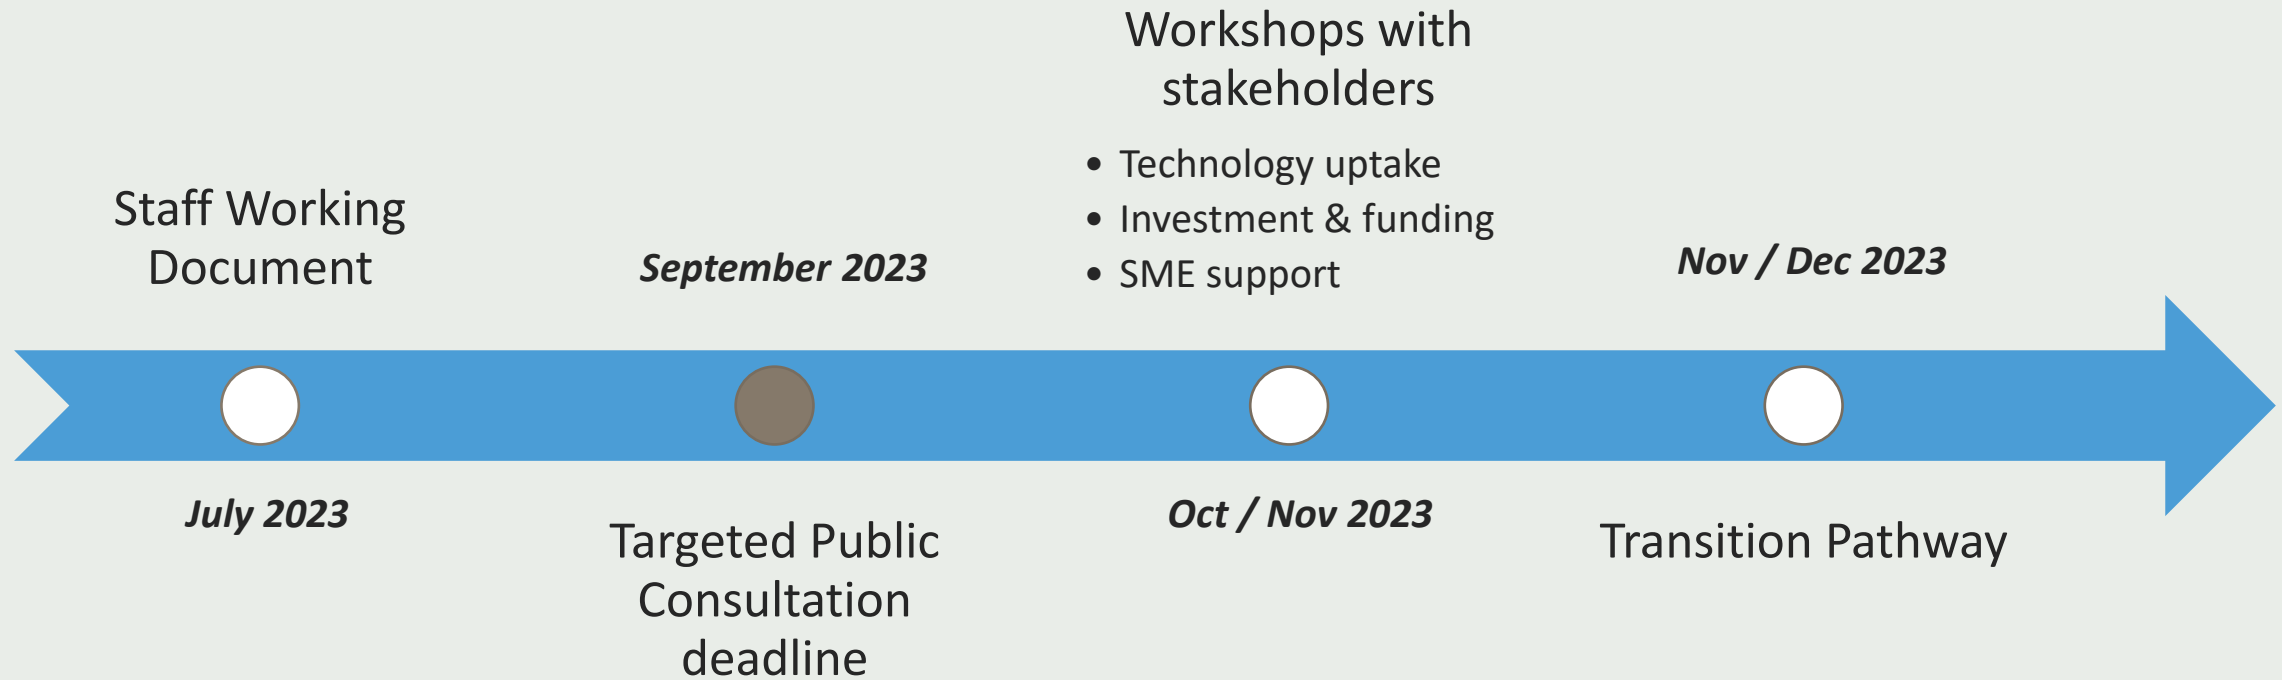 Staff Working
Document
July 2023
September 2023
Targeted Public
Consultation
deadline
Workshops with
stakeholders
• Technology uptake
• Investment & funding
• SME support
Oct / Nov 2023
Nov / Dec 2023
Transition Pathway